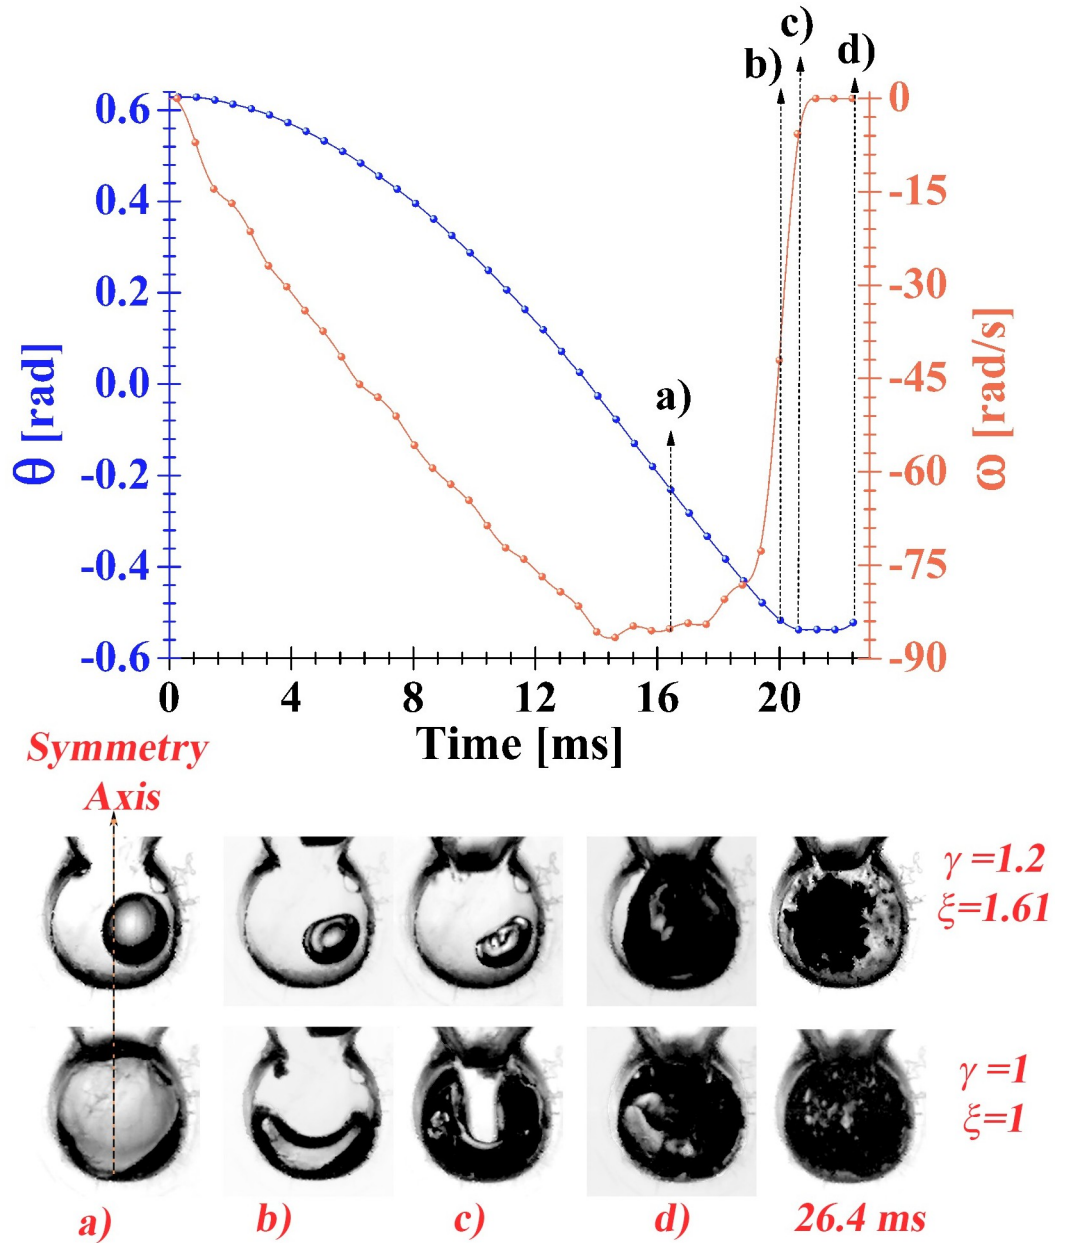 c)
b)
d)
0.6
0.4
0.2
0.0
-0.2
-0.4
-0.6
θ [rad]
a)
0
-15
-30
-45
-60
-75
-90
ω [rad/s]
0
4
8
12
16
20
Time [ms]
Symmetry
Axis
γ =1.2
ξ=1.61
γ =1
ξ=1
a)
b)
c)
d)
26.4 ms